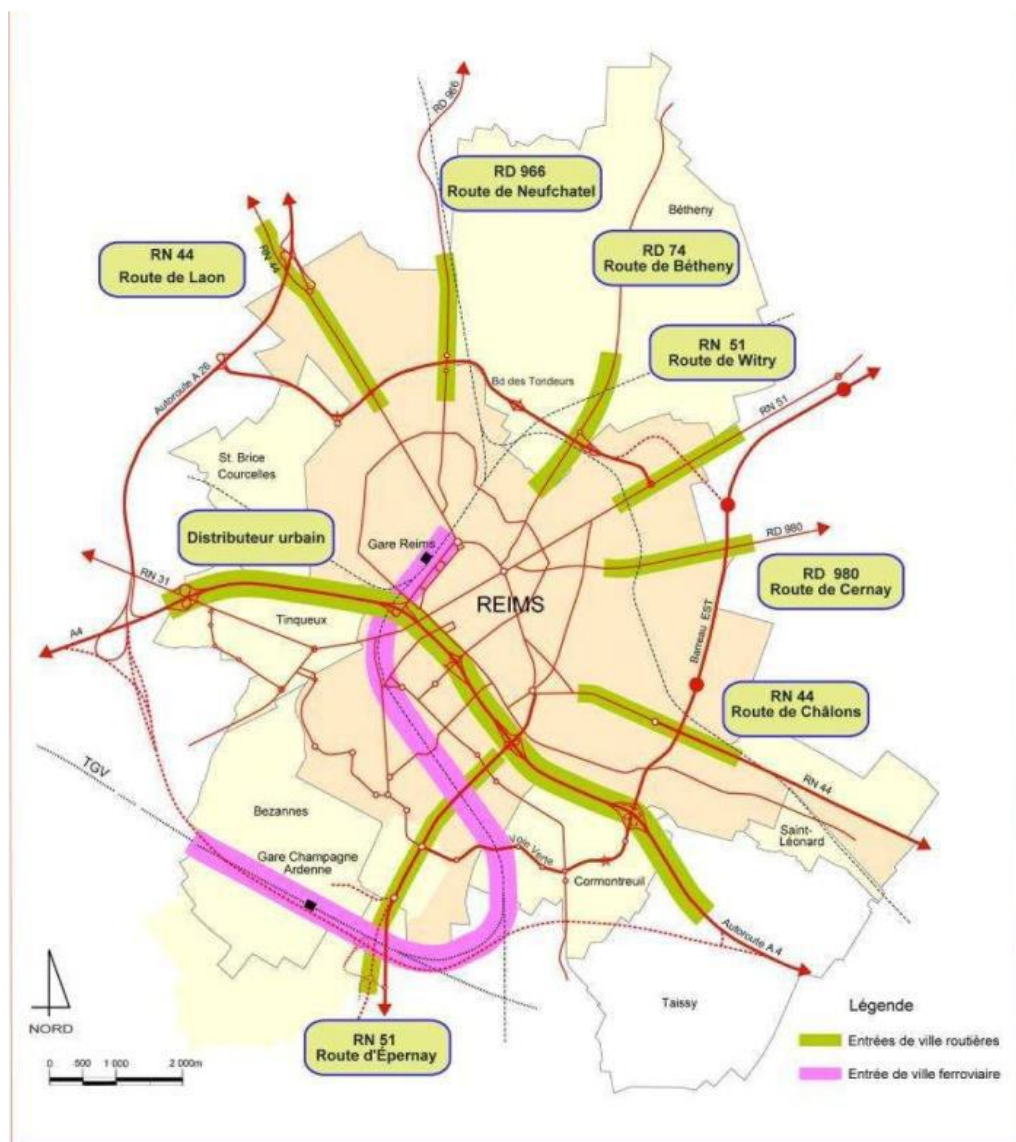 RD 966
RD 966
Route de Neufchatel
Bétheny
RN 44
Route de Laon
RN 44
RD 74
Route de Bétheny
RN 51
Route de Witry
Autoroute A 26
Bd des Tondeurs
RN 51
St. Brice
Courcelles
Distributeur urbain
Gare Reims
RD 980
RN 31
RD 980
Route de Cernay
REIMS
Tinqueux
A4
Barreau EST
RN 44
Route de Châlons
TGV
RN 44
Bezannes
Saint-
Léonard
Voie Verte
Gare Champagne
Ardenne
Cormontreuil
Autoroute A 4
Taissy
NORD
0 500 1 000 2 000m
RN 51
Route d'Épernay
Légende
Entrées de ville routières
Entrée de ville ferroviaire